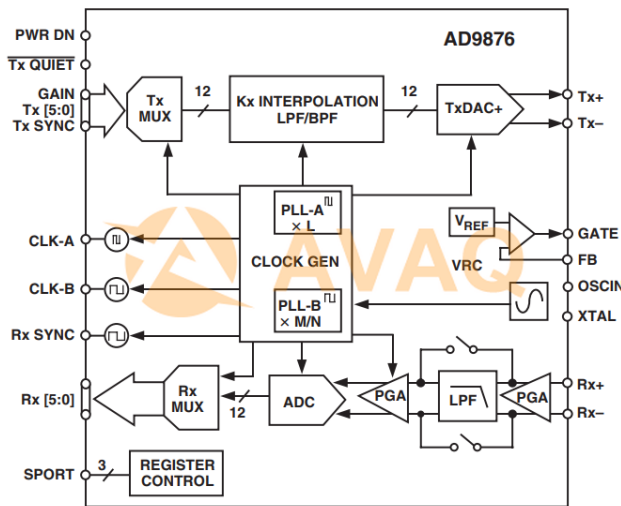 AD9876
PWR DN
Tx QUIET
GAIN
Tx [5:0]
Tx SYNC
Tx
MUX
12
Kx INTERPOLATION
LPF/BPF
12
TxDAC+
Tx+
Tx–
PLL-A
× L
CLOCK GEN
PLL-B
× M/N
VREF
VRC
GATE
FB
OSCIN
XTAL
CLK-A
CLK-B
Rx SYNC
Rx [5:0]
Rx
MUX
12
ADC
PGA
LPF
PGA
Rx+
Rx–
SPORT
3
REGISTER
CONTROL
AVAQ